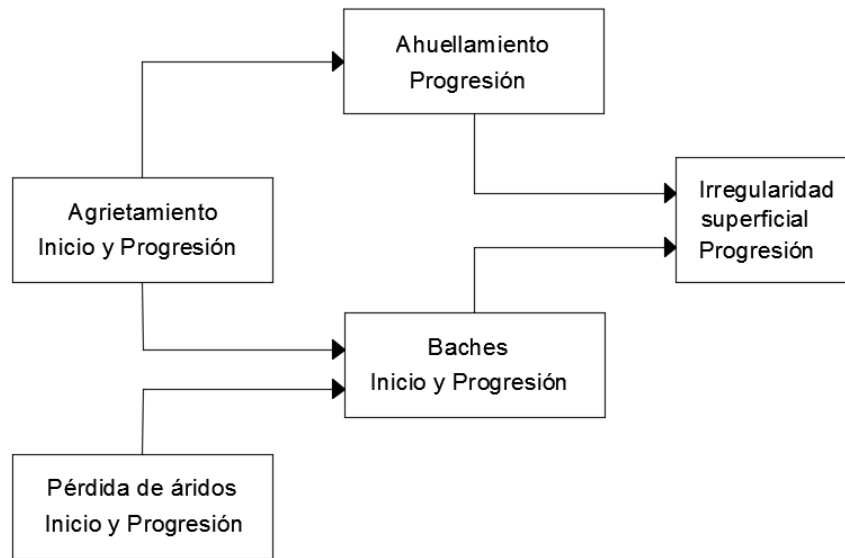 Ahuellamiento
Progresión
Agrietamiento
Inicio y Progresión
Irregularidad
superficial
Progresión
Baches
Inicio y Progresión
Pérdida de áridos
Inicio y Progresión